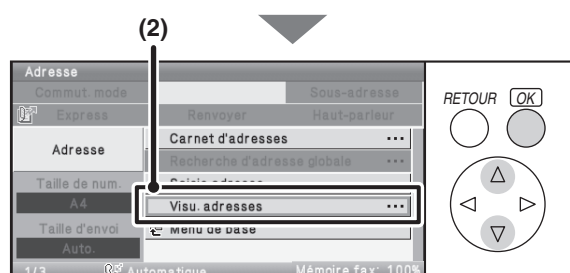 (2)
Adresse
Commut. mode Sous-adresse
Express Renvoyer Haut-parleur
Adresse
Carnet d'adresses ...
Recherche d'adresse globale ...
Taille de num.
A4
Visu. adresses ...
Taille d'envoi
Menu de base
Auto.
1/3 Automatique Mémoire fax: 100%
RETOUR OK